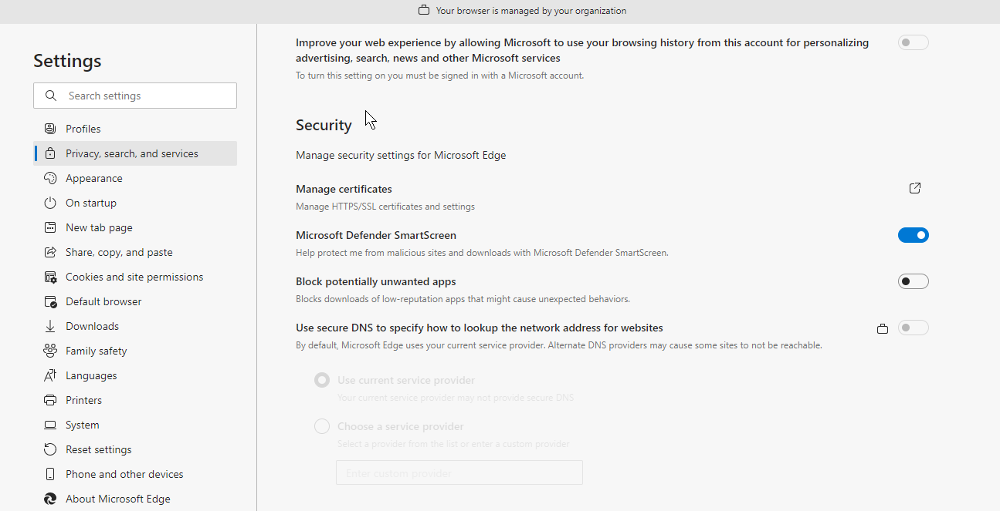 Your browser is managed by your organization
Settings
Search settings
Profiles
Privacy, search, and services
Appearance
On startup
New tab page
Share, copy, and paste
Cookies and site permissions
Default browser
Downloads
Family safety
Languages
Printers
System
Reset settings
Phone and other devices
About Microsoft Edge
Improve your web experience by allowing Microsoft to use your browsing history from this account for personalizing
advertising, search, news and other Microsoft services
To turn this setting on you must be signed in with a Microsoft account.
Security
Manage security settings for Microsoft Edge
Manage certificates
Manage HTTPS/SSL certificates and settings
Microsoft Defender SmartScreen
Help protect me from malicious sites and downloads with Microsoft Defender SmartScreen.
Block potentially unwanted apps
Blocks downloads of low-reputation apps that might cause unexpected behaviors.
Use secure DNS to specify how to lookup the network address for websites
By default, Microsoft Edge uses your current service provider. Alternate DNS providers may cause some sites to not be reachable.
Use current service provider
Your current service provider may not provide secure DNS
Choose a service provider
Select a provider from the list or enter a custom provider
Enter custom provider